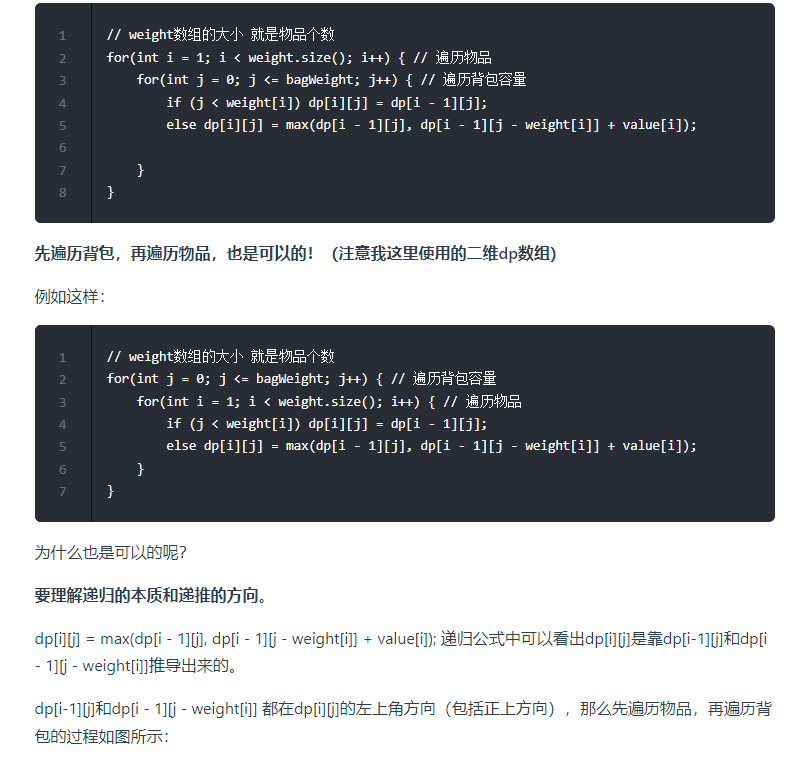 1 // weight数组的大小 就是物品个数
2 for(int i = 1; i < weight.size(); i++) { // 遍历物品
3     for(int j = 0; j <= bagWeight; j++) { // 遍历背包容量
4         if (j < weight[i]) dp[i][j] = dp[i - 1][j];
5         else dp[i][j] = max(dp[i - 1][j], dp[i - 1][j - weight[i]] + value[i]);
6
7     }
8 }
先遍历背包，再遍历物品，也是可以的！（注意我这里使用的二维dp数组）
例如这样：
1 // weight数组的大小 就是物品个数
2 for(int j = 0; j <= bagWeight; j++) { // 遍历背包容量
3     for(int i = 1; i < weight.size(); i++) { // 遍历物品
4         if (j < weight[i]) dp[i][j] = dp[i - 1][j];
5         else dp[i][j] = max(dp[i - 1][j], dp[i - 1][j - weight[i]] + value[i]);
6     }
7 }
为什么也是可以的呢？
要理解递归的本质和递推的方向。
dp[i][j] = max(dp[i - 1][j], dp[i - 1][j - weight[i]] + value[i]); 递归公式中可以看出dp[i][j]是靠dp[i-1][j]和dp[i
- 1][j - weight[i]]推导出来的。
dp[i-1][j]和dp[i - 1][j - weight[i]] 都在dp[i][j]的左上角方向（包括正上方向），那么先遍历物品，再遍历背
包的过程如图所示：